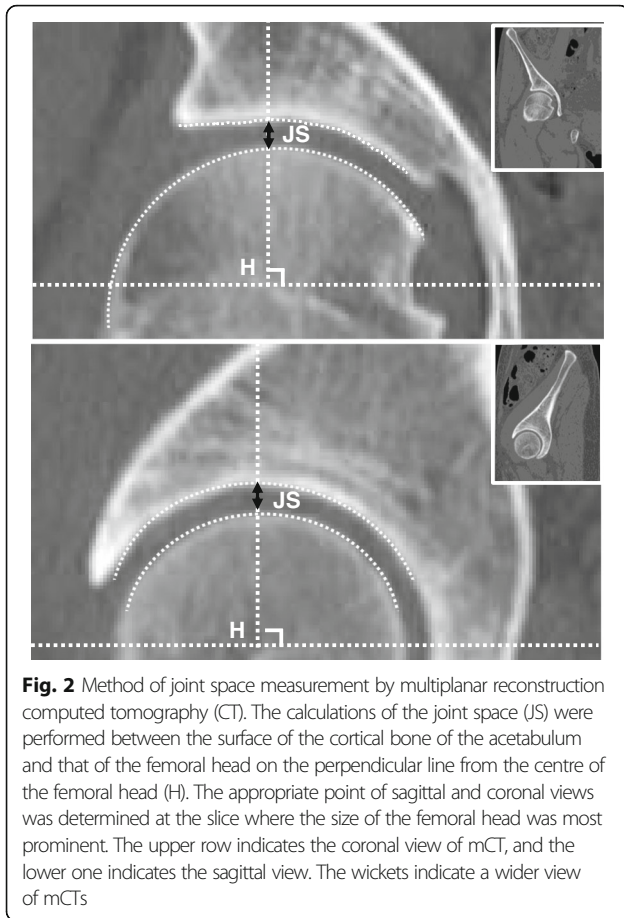 JS
H
JS
H
Fig. 2 Method of joint space measurement by multiplanar reconstruction
computed tomography (CT). The calculations of the joint space (JS) were
performed between the surface of the cortical bone of the acetabulum
and that of the femoral head on the perpendicular line from the centre of
the femoral head (H). The appropriate point of sagittal and coronal views
was determined at the slice where the size of the femoral head was most
prominent. The upper row indicates the coronal view of mCT, and the
lower one indicates the sagittal view. The wickets indicate a wider view
of mCTs